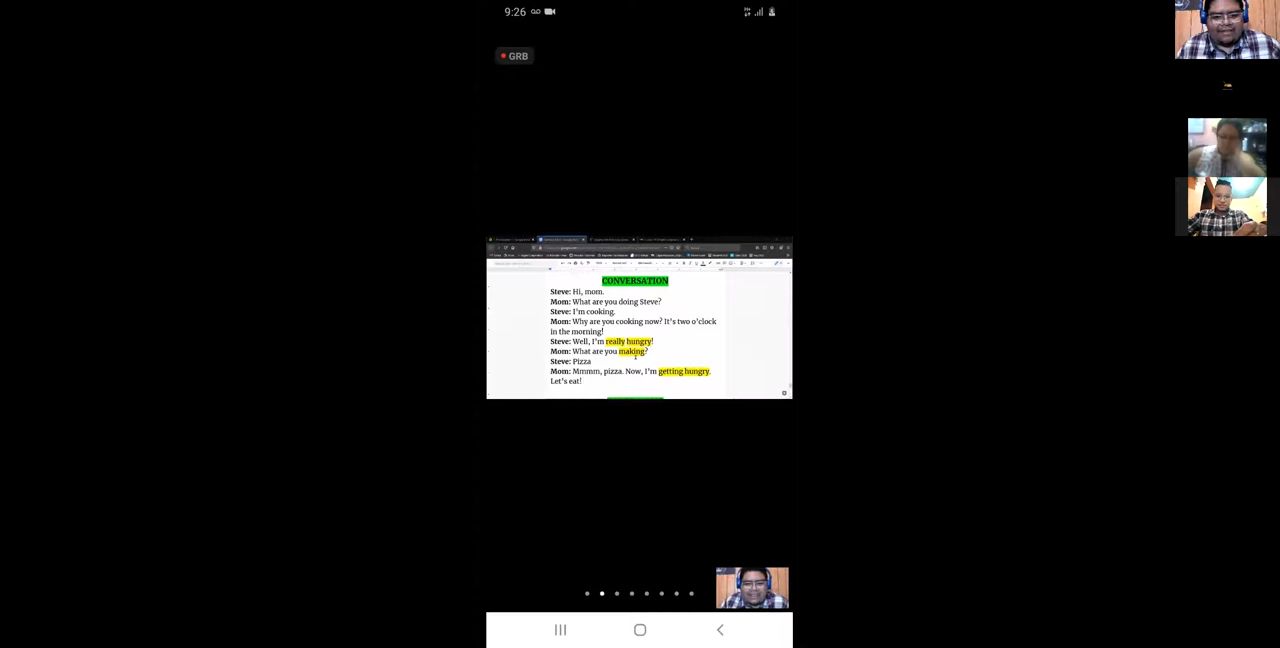 9:26
GRB
CONVERSATION
Steve: Hi, mom.
Mom: What are you doing Steve?
Steve: I'm cooking.
Mom: Why are you cooking now? It's two o'clock
in the morning!
Steve: Well, I'm really hungry!
Mom: What are you making?
Steve: Pizza
Mom: Mmmm, pizza. Now, I'm getting hungry.
Let's eat!